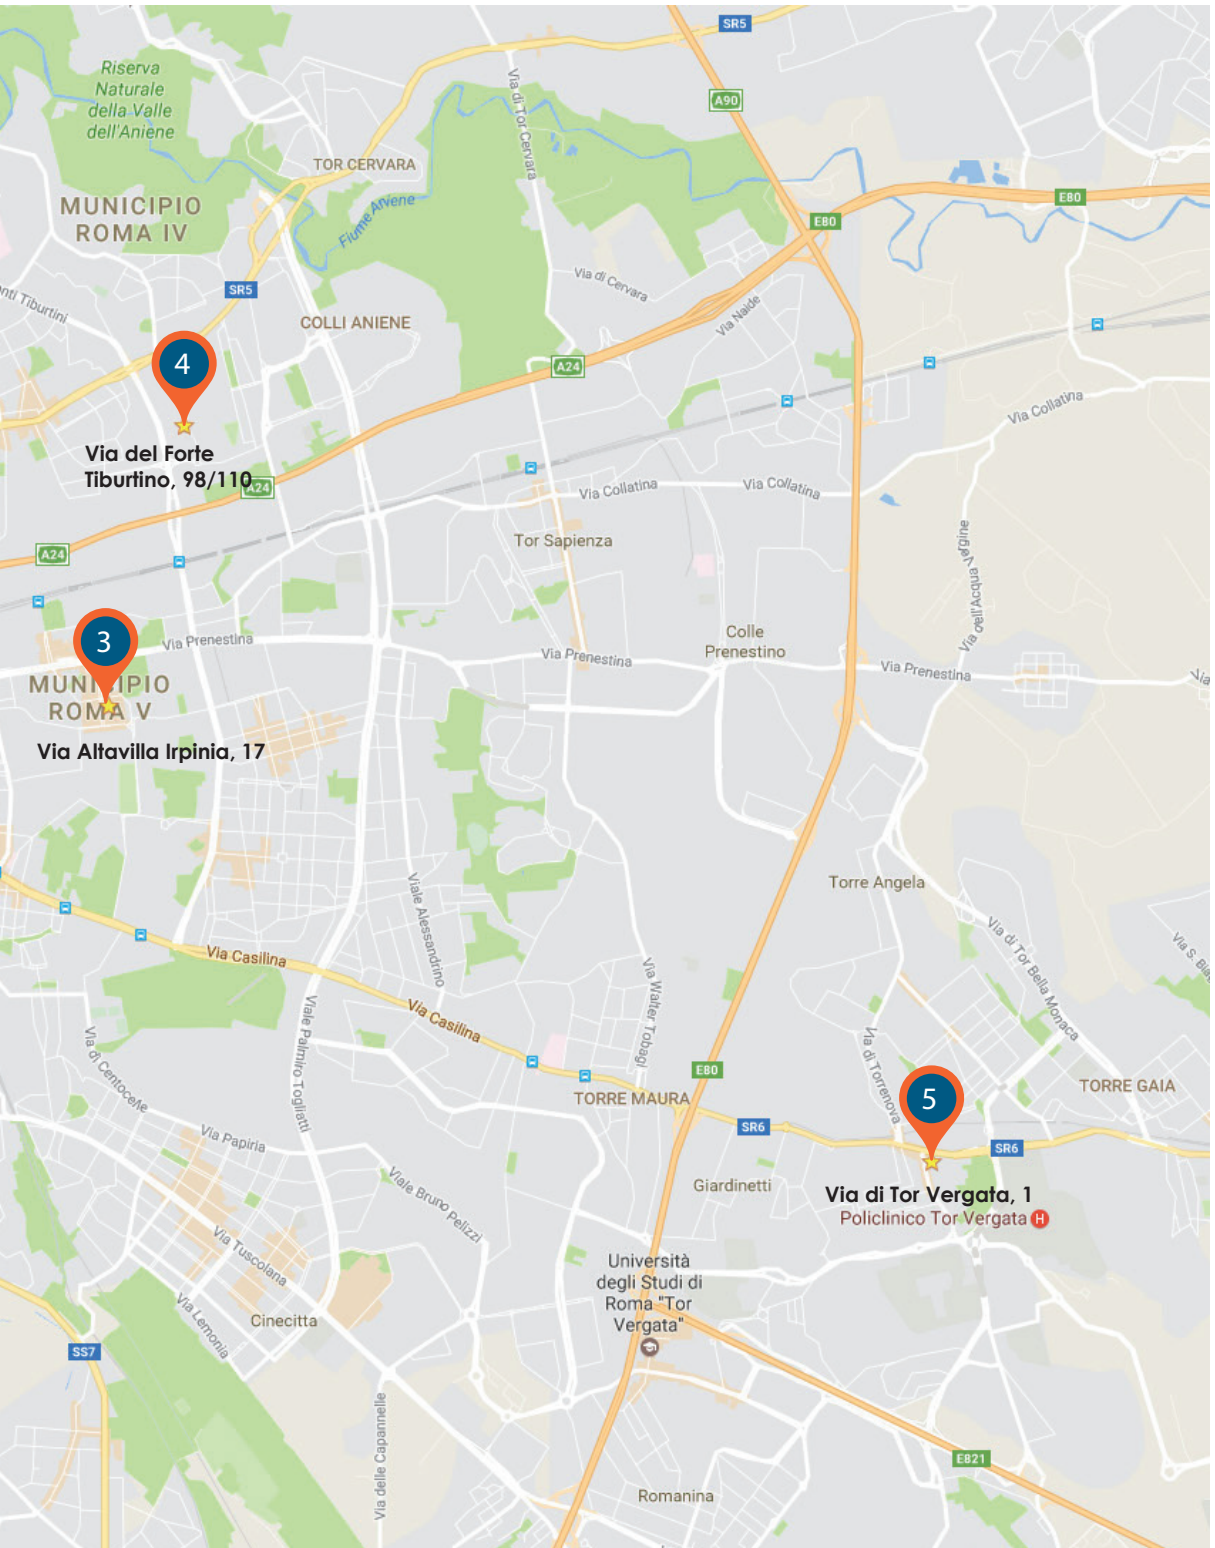 SR5
Riserva
Naturale
della Valle
dell'Aniene
Via di Tor Cervara
A90
TOR CERVARA
MUNICIPIO
ROMA IV
Fiume Aniene
E80
E80
SR5
Via di Cervara
nti Tiburtini
COLLI ANIENE
Via Naide
4
A24
Via Collatina
Via del Forte
Tiburtino, 98/110
A24
Via Collatina
Via Collatina
A24
Tor Sapienza
Via dell'Acqua Vergine
3
Via Prenestina
Colle
Prenestino
Via Prenestina
Via Prenestina
Via
MUNICIPIO
ROMA V
Via Altavilla Irpinia, 17
Torre Angela
Viale Alessandrino
Via Casilina
Via di Tor Bella Monaca
Via Walter Tobagi
Via Casilina
Viale Palmiro Togliatti
Via di Centocelle
Via di Torrenova
E80
5
TORRE GAIA
TORRE MAURA
SR6
SR6
Via Papiria
Viale Bruno Pelizzi
Giardinetti
Via di Tor Vergata, 1
Policlinico Tor Vergata H
Via Tuscolana
Università
degli Studi di
Roma "Tor
Vergata"
Via Lemonia
Cinecitta
SS7
Via delle Capannelle
E821
Romanina